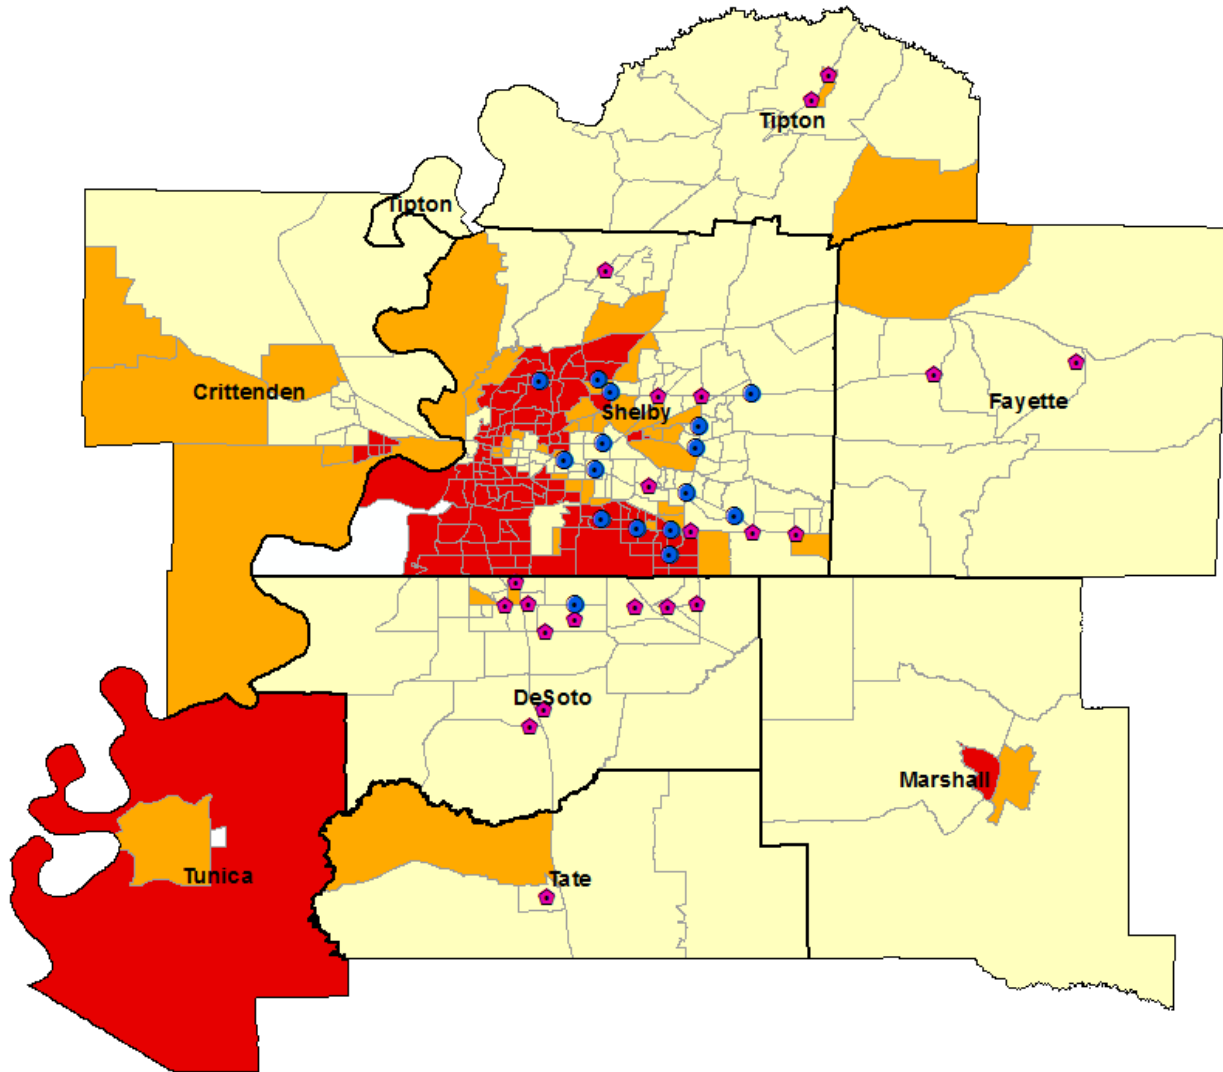 Tipton
Tipton
Crittenden
Shelby
Fayette
DeSoto
Marshall
Tunica
Tate